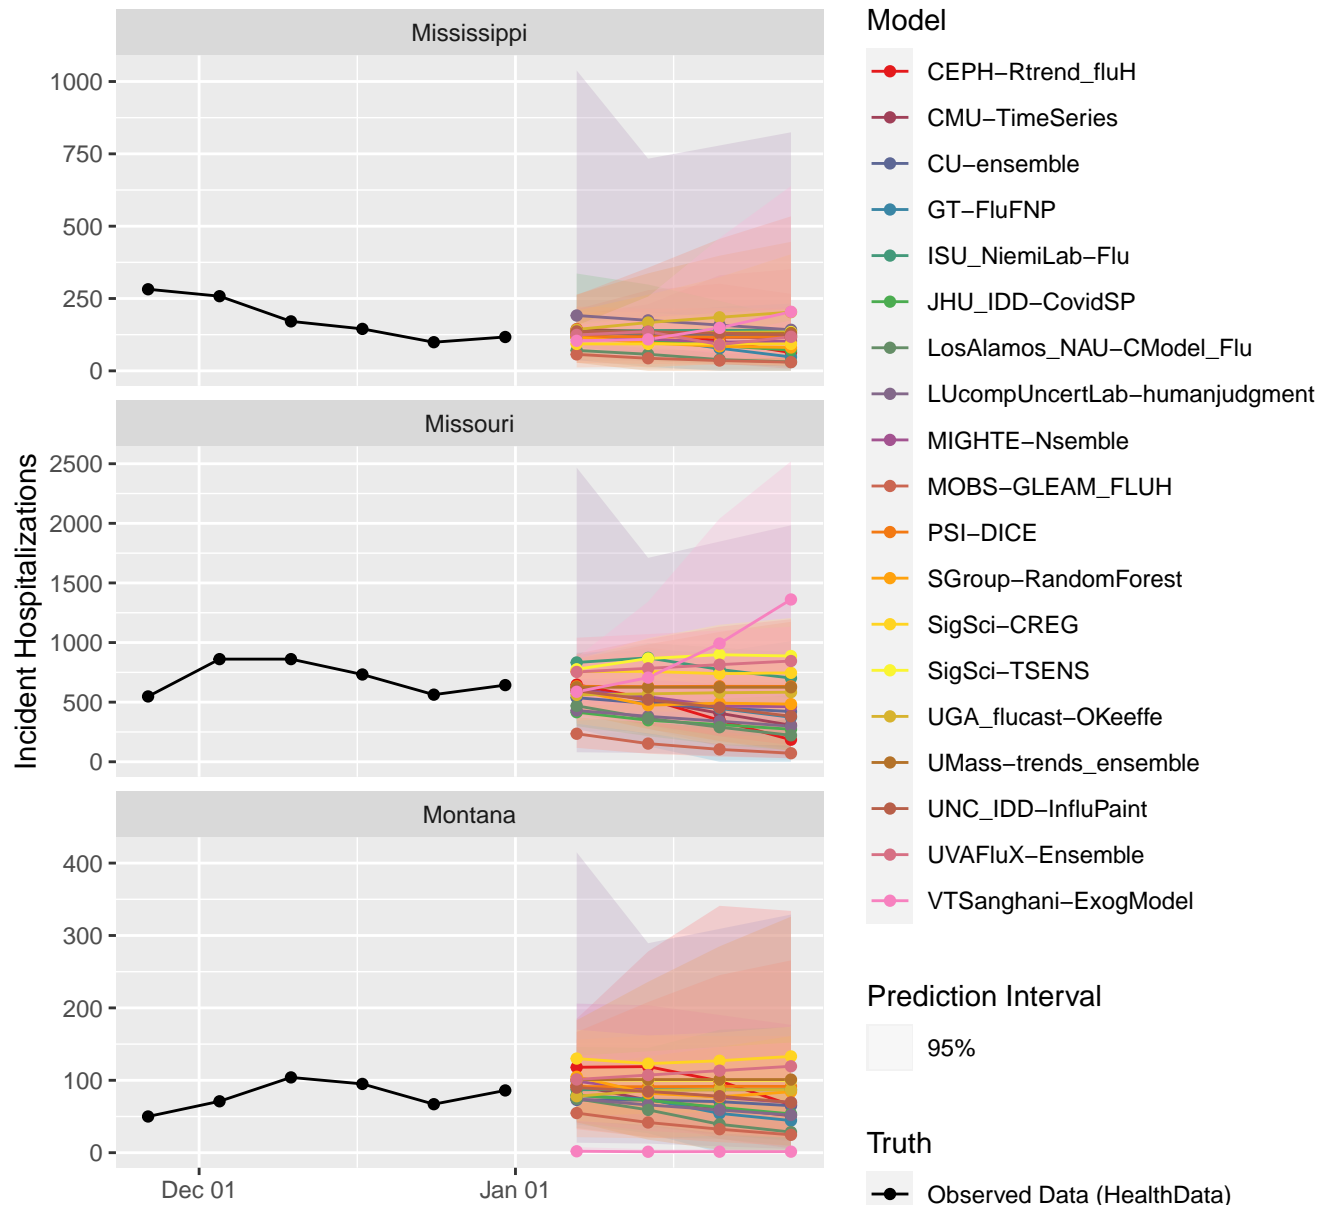 Mississippi
1000
750
500
250
0
Missouri
2500
2000
1500
1000
500
0
Montana
400
300
200
100
0
Dec 01
Jan 01
Incident Hospitalizations
Model
CEPH−Rtrend_fluH
CMU−TimeSeries
CU−ensemble
GT−FluFNP
ISU_NiemiLab−Flu
JHU_IDD−CovidSP
LosAlamos_NAU−CModel_Flu
LUcompUncertLab−humanjudgment
MIGHTE−Nsemble
MOBS−GLEAM_FLUH
PSI−DICE
SGroup−RandomForest
SigSci−CREG
SigSci−TSENS
UGA_flucast−OKeeffe
UMass−trends_ensemble
UNC_IDD−InfluPaint
UVAFluX−Ensemble
VTSanghani−ExogModel
Prediction Interval
95%
Truth
Observed Data (HealthData)